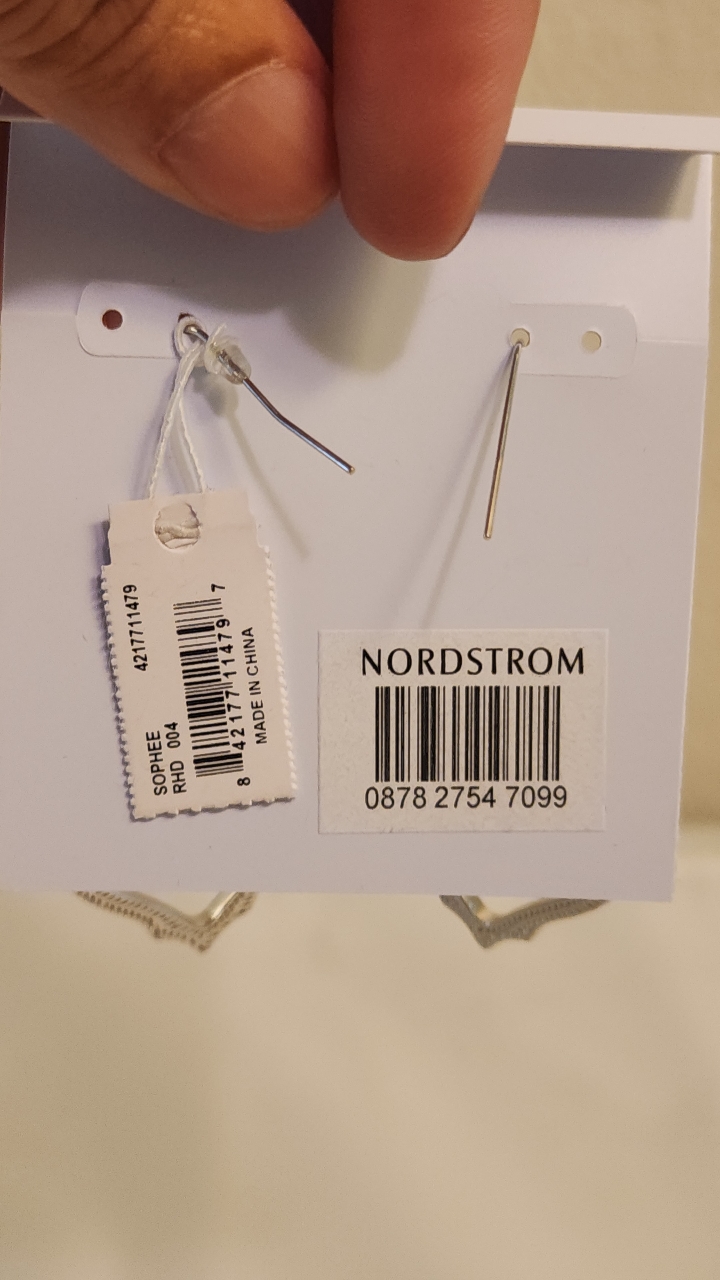 SOPHEE 4217711479
RHD 004
8 42177 11479 7
MADE IN CHINA
NORDSTROM
0878 2754 7099